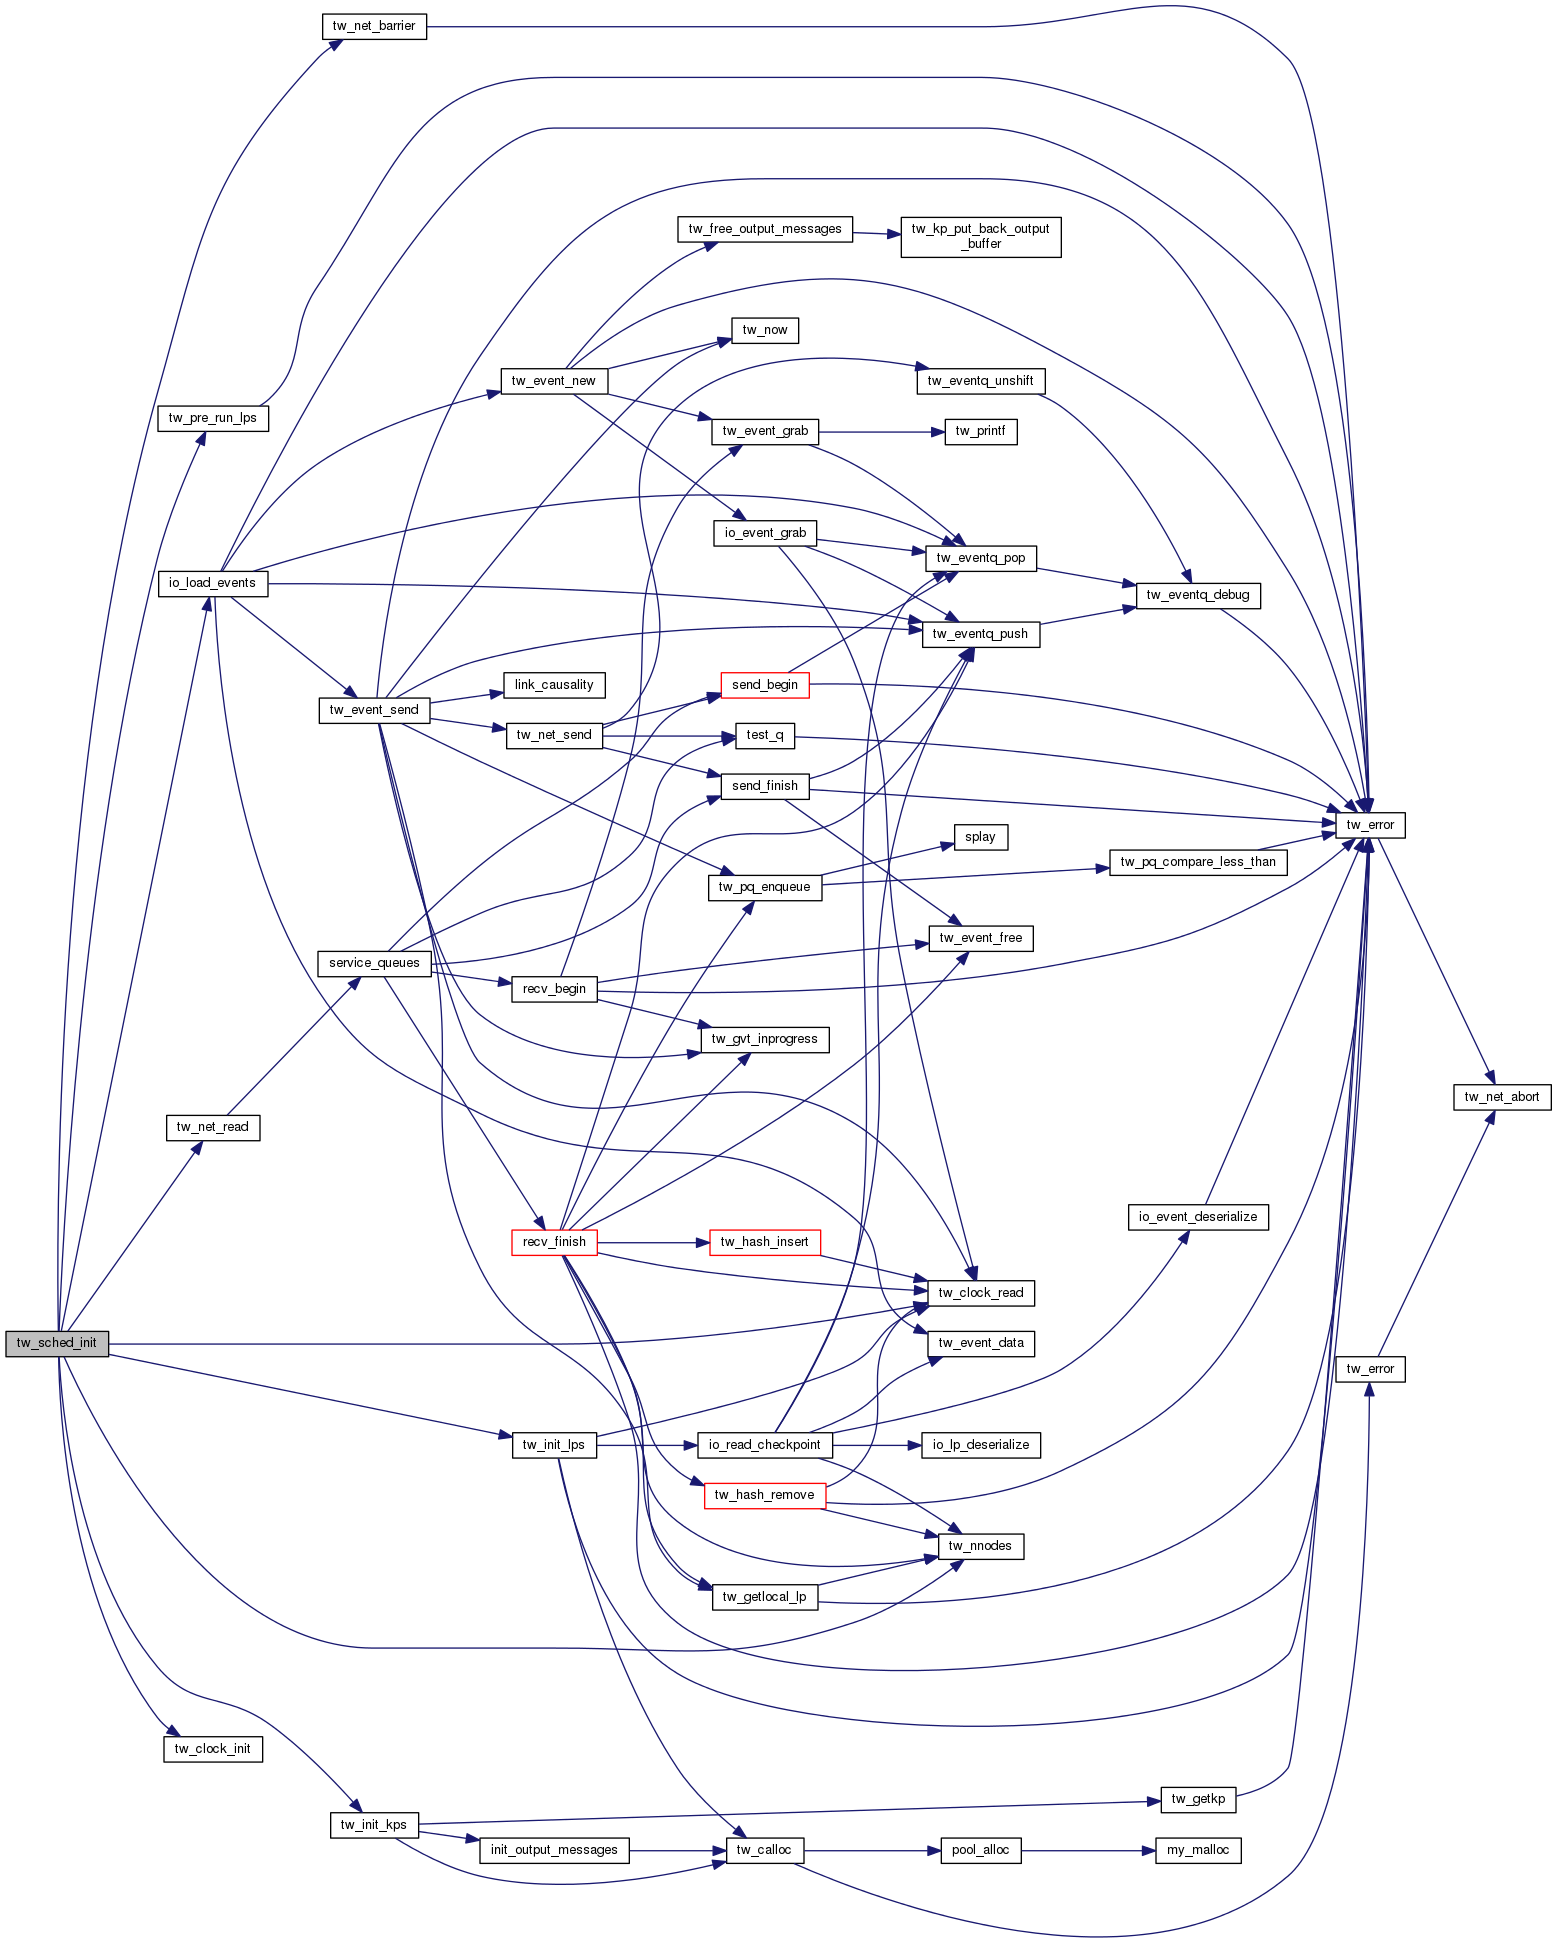 tw_net_barrier
tw_free_output_messages
tw_kp_put_back_output
_buffer
tw_now
tw_event_new
tw_eventq_unshift
tw_pre_run_lps
tw_event_grab
tw_printf
io_event_grab
tw_eventq_pop
io_load_events
tw_eventq_debug
tw_eventq_push
link_causality
send_begin
tw_event_send
tw_net_send
test_q
send_finish
tw_error
splay
tw_pq_compare_less_than
tw_pq_enqueue
tw_event_free
service_queues
recv_begin
tw_gvt_inprogress
tw_net_abort
tw_net_read
io_event_deserialize
recv_finish
tw_hash_insert
tw_clock_read
tw_sched_init
tw_event_data
tw_error
tw_init_lps
io_read_checkpoint
io_lp_deserialize
tw_hash_remove
tw_nnodes
tw_getlocal_lp
tw_clock_init
tw_getkp
tw_init_kps
init_output_messages
tw_calloc
pool_alloc
my_malloc